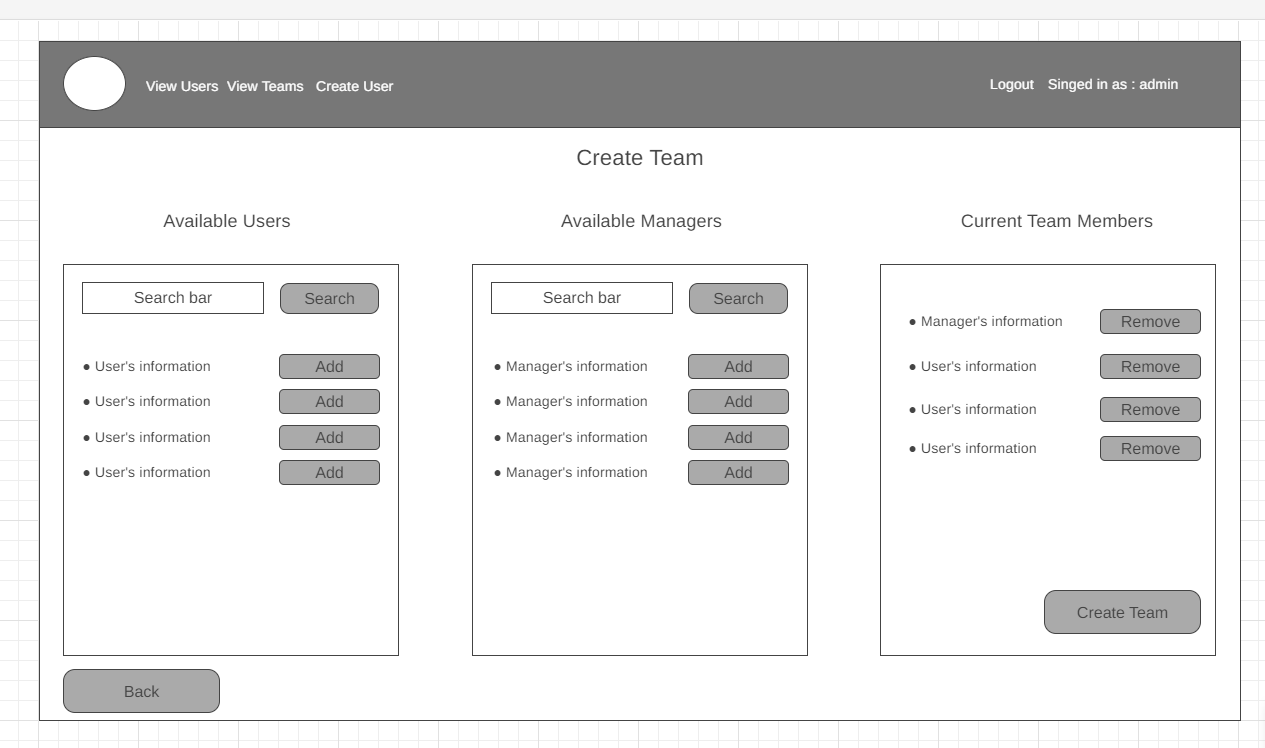 View Users View Teams Create User
Logout Singed in as : admin
Create Team
Available Users
Search bar Search
• User's information Add
• User's information Add
• User's information Add
• User's information Add
Available Managers
Search bar Search
• Manager's information Add
• Manager's information Add
• Manager's information Add
• Manager's information Add
Current Team Members
• Manager's information Remove
• User's information Remove
• User's information Remove
• User's information Remove
Create Team
Back